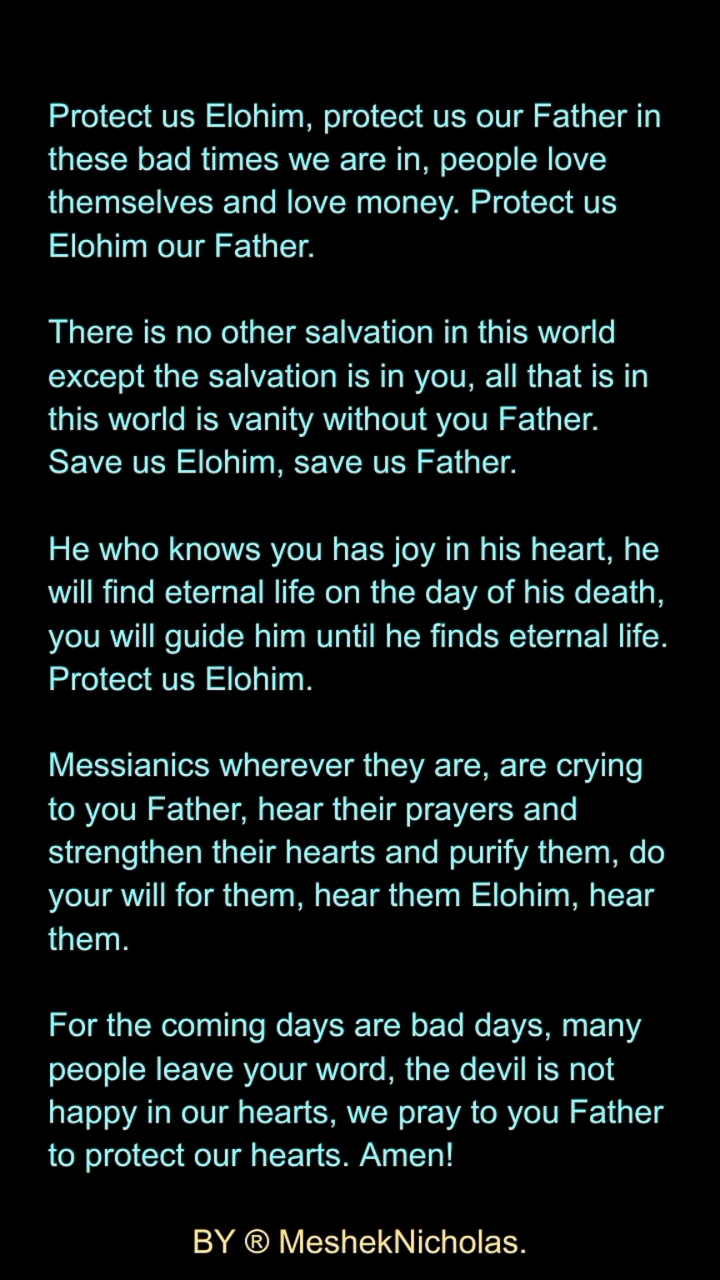 Protect us Elohim, protect us our Father in
these bad times we are in, people love
themselves and love money. Protect us
Elohim our Father.
There is no other salvation in this world
except the salvation is in you, all that is in
this world is vanity without you Father.
Save us Elohim, save us Father.
He who knows you has joy in his heart, he
will find eternal life on the day of his death,
you will guide him until he finds eternal life.
Protect us Elohim.
Messianics wherever they are, are crying
to you Father, hear their prayers and
strengthen their hearts and purify them, do
your will for them, hear them Elohim, hear
them.
For the coming days are bad days, many
people leave your word, the devil is not
happy in our hearts, we pray to you Father
to protect our hearts. Amen!
BY ® MeshekNicholas.